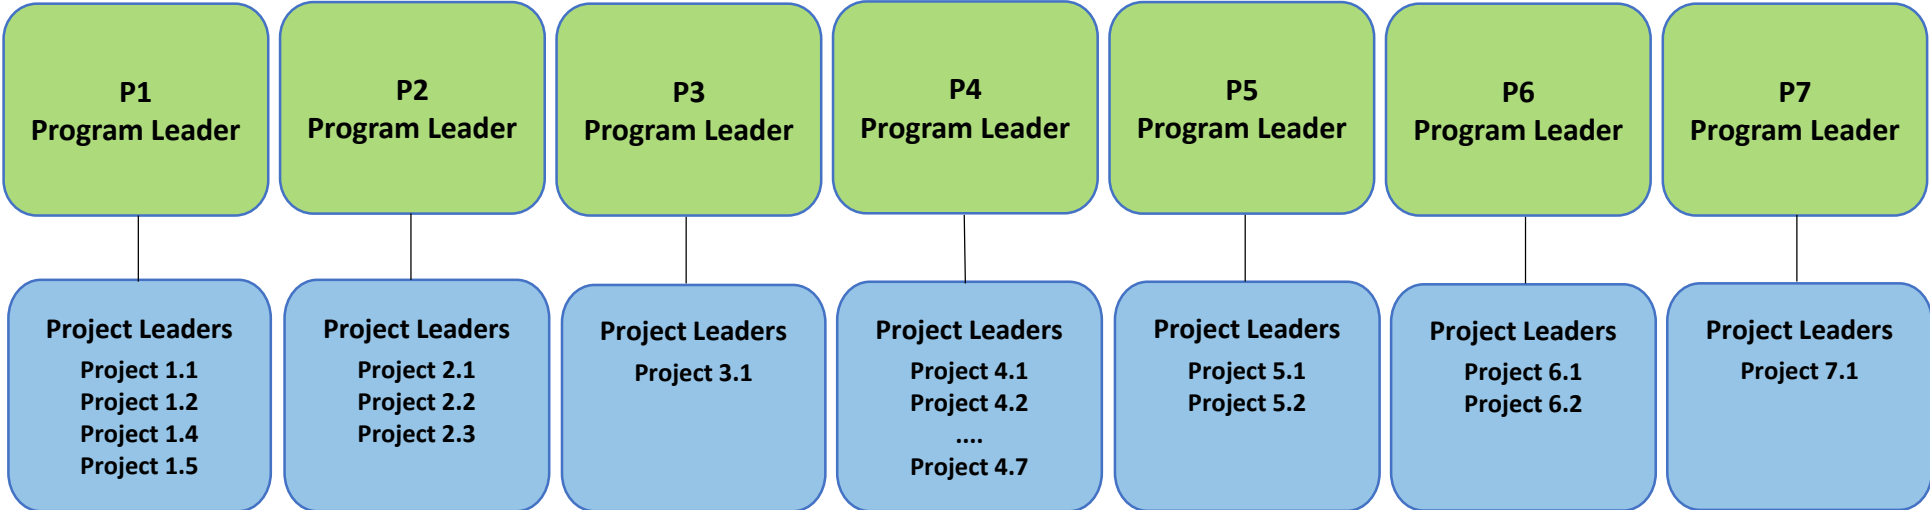 P1
Program Leader
P2
Program Leader
P3
Program Leader
P4
Program Leader
P5
Program Leader
P6
Program Leader
P7
Program Leader
Project Leaders
Project 1.1
Project 1.2
Project 1.4
Project 1.5
Project Leaders
Project 2.1
Project 2.2
Project 2.3
Project Leaders
Project 3.1
Project Leaders
Project 4.1
Project 4.2
....
Project 4.7
Project Leaders
Project 5.1
Project 5.2
Project Leaders
Project 6.1
Project 6.2
Project Leaders
Project 7.1